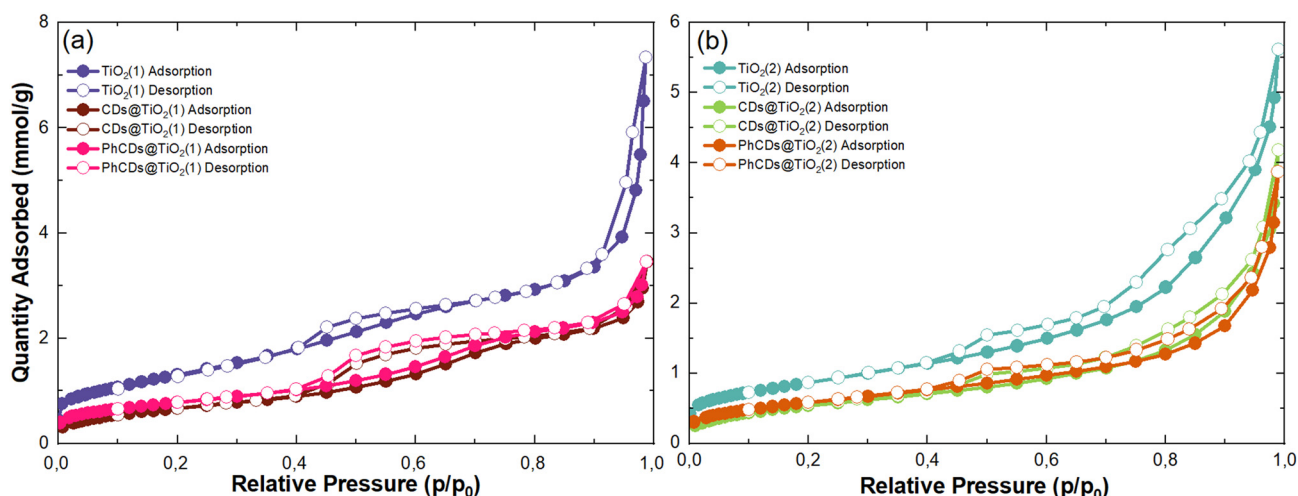 (a)
TiO2(1) Adsorption
TiO2(1) Desorption
CDs@TiO2(1) Adsorption
CDs@TiO2(1) Desorption
PhCDs@TiO2(1) Adsorption
PhCDs@TiO2(1) Desorption
Quantity Adsorbed (mmol/g)
8
6
4
2
0
0,0 0,2 0,4 0,6 0,8 1,0
Relative Pressure (p/p0)
(b)
TiO2(2) Adsorption
TiO2(2) Desorption
CDs@TiO2(2) Adsorption
CDs@TiO2(2) Desorption
PhCDs@TiO2(2) Adsorption
PhCDs@TiO2(2) Desorption
6
5
4
3
2
1
0
0,0 0,2 0,4 0,6 0,8 1,0
Relative Pressure (p/p0)